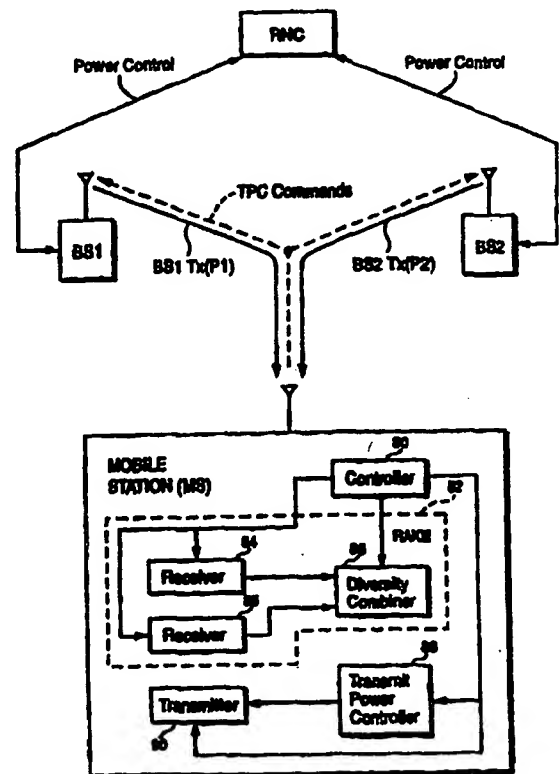 RNC
Power Control
Power Control
TPC Commands
BS1
BS2
BS1 Tx(P1)
BS2 Tx(P2)
MOBILE
STATION (MS)
Controller
RAKE
Receiver
Diversity
Combiner
Receiver
Transmitter
Transmit
Power
Controller